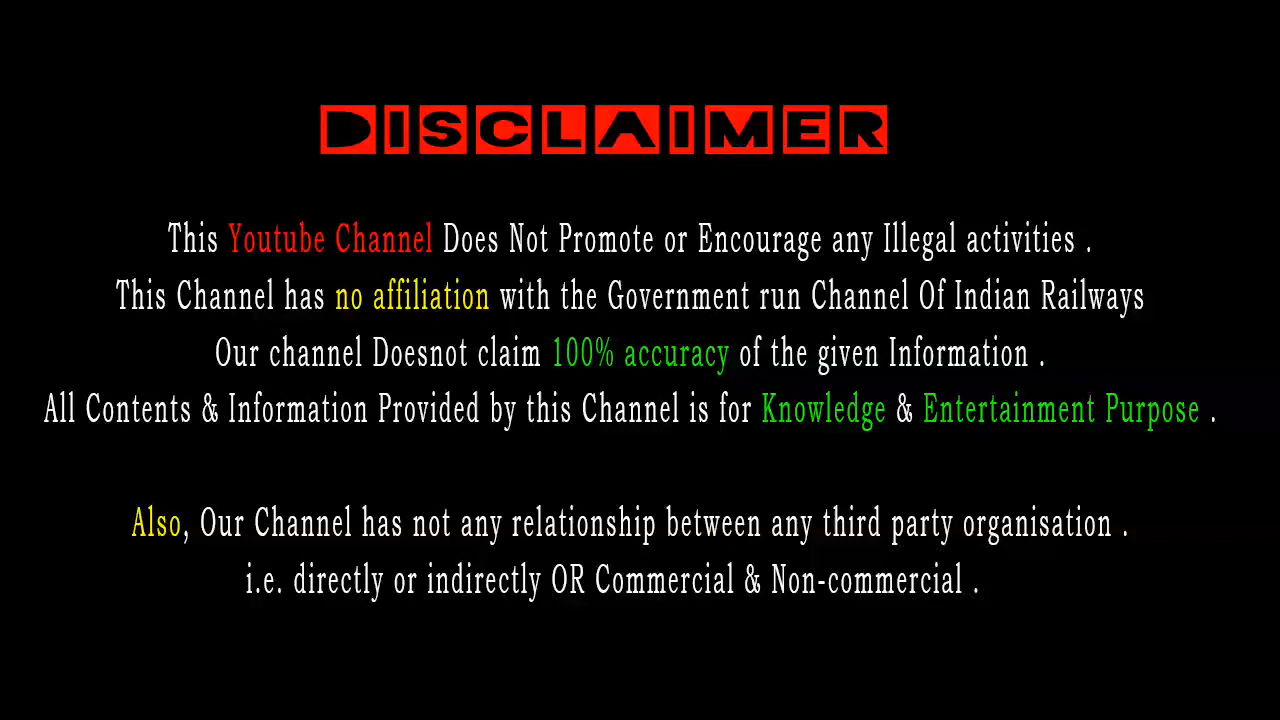 DISCLAIMER
This Youtube Channel Does Not Promote or Encourage any Illegal activities .
This Channel has no affiliation with the Government run Channel Of Indian Railways
Our channel Doesnot claim 100% accuracy of the given Information .
All Contents & Information Provided by this Channel is for Knowledge & Entertainment Purpose .
Also, Our Channel has not any relationship between any third party organisation .
i.e. directly or indirectly OR Commercial & Non-commercial .